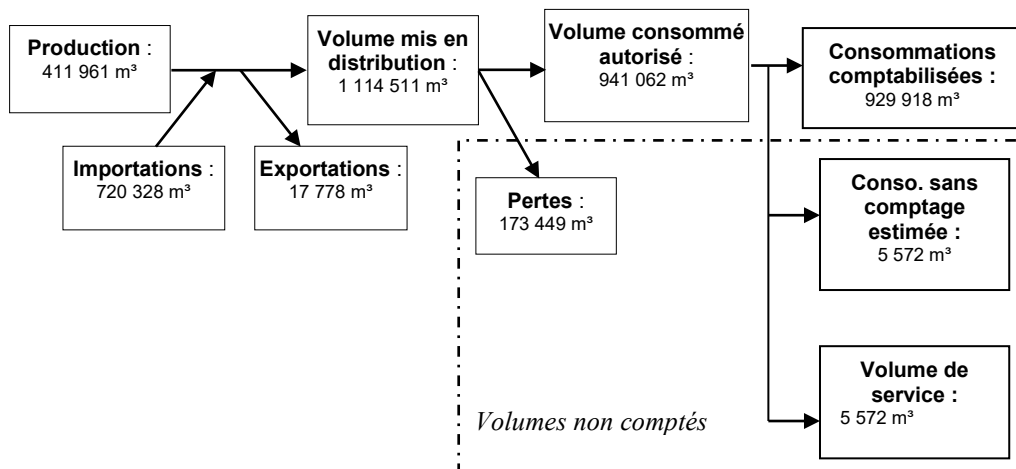 Production :
411 961 m³
Volume mis en
distribution :
1 114 511 m³
Volume consommé
autorisé :
941 062 m³
Consommations
comptabilisées :
929 918 m³
Importations :
720 328 m³
Exportations :
17 778 m³
Pertes :
173 449 m³
Conso. sans
comptage
estimée :
5 572 m³
Volume de
service :
5 572 m³
Volumes non comptés